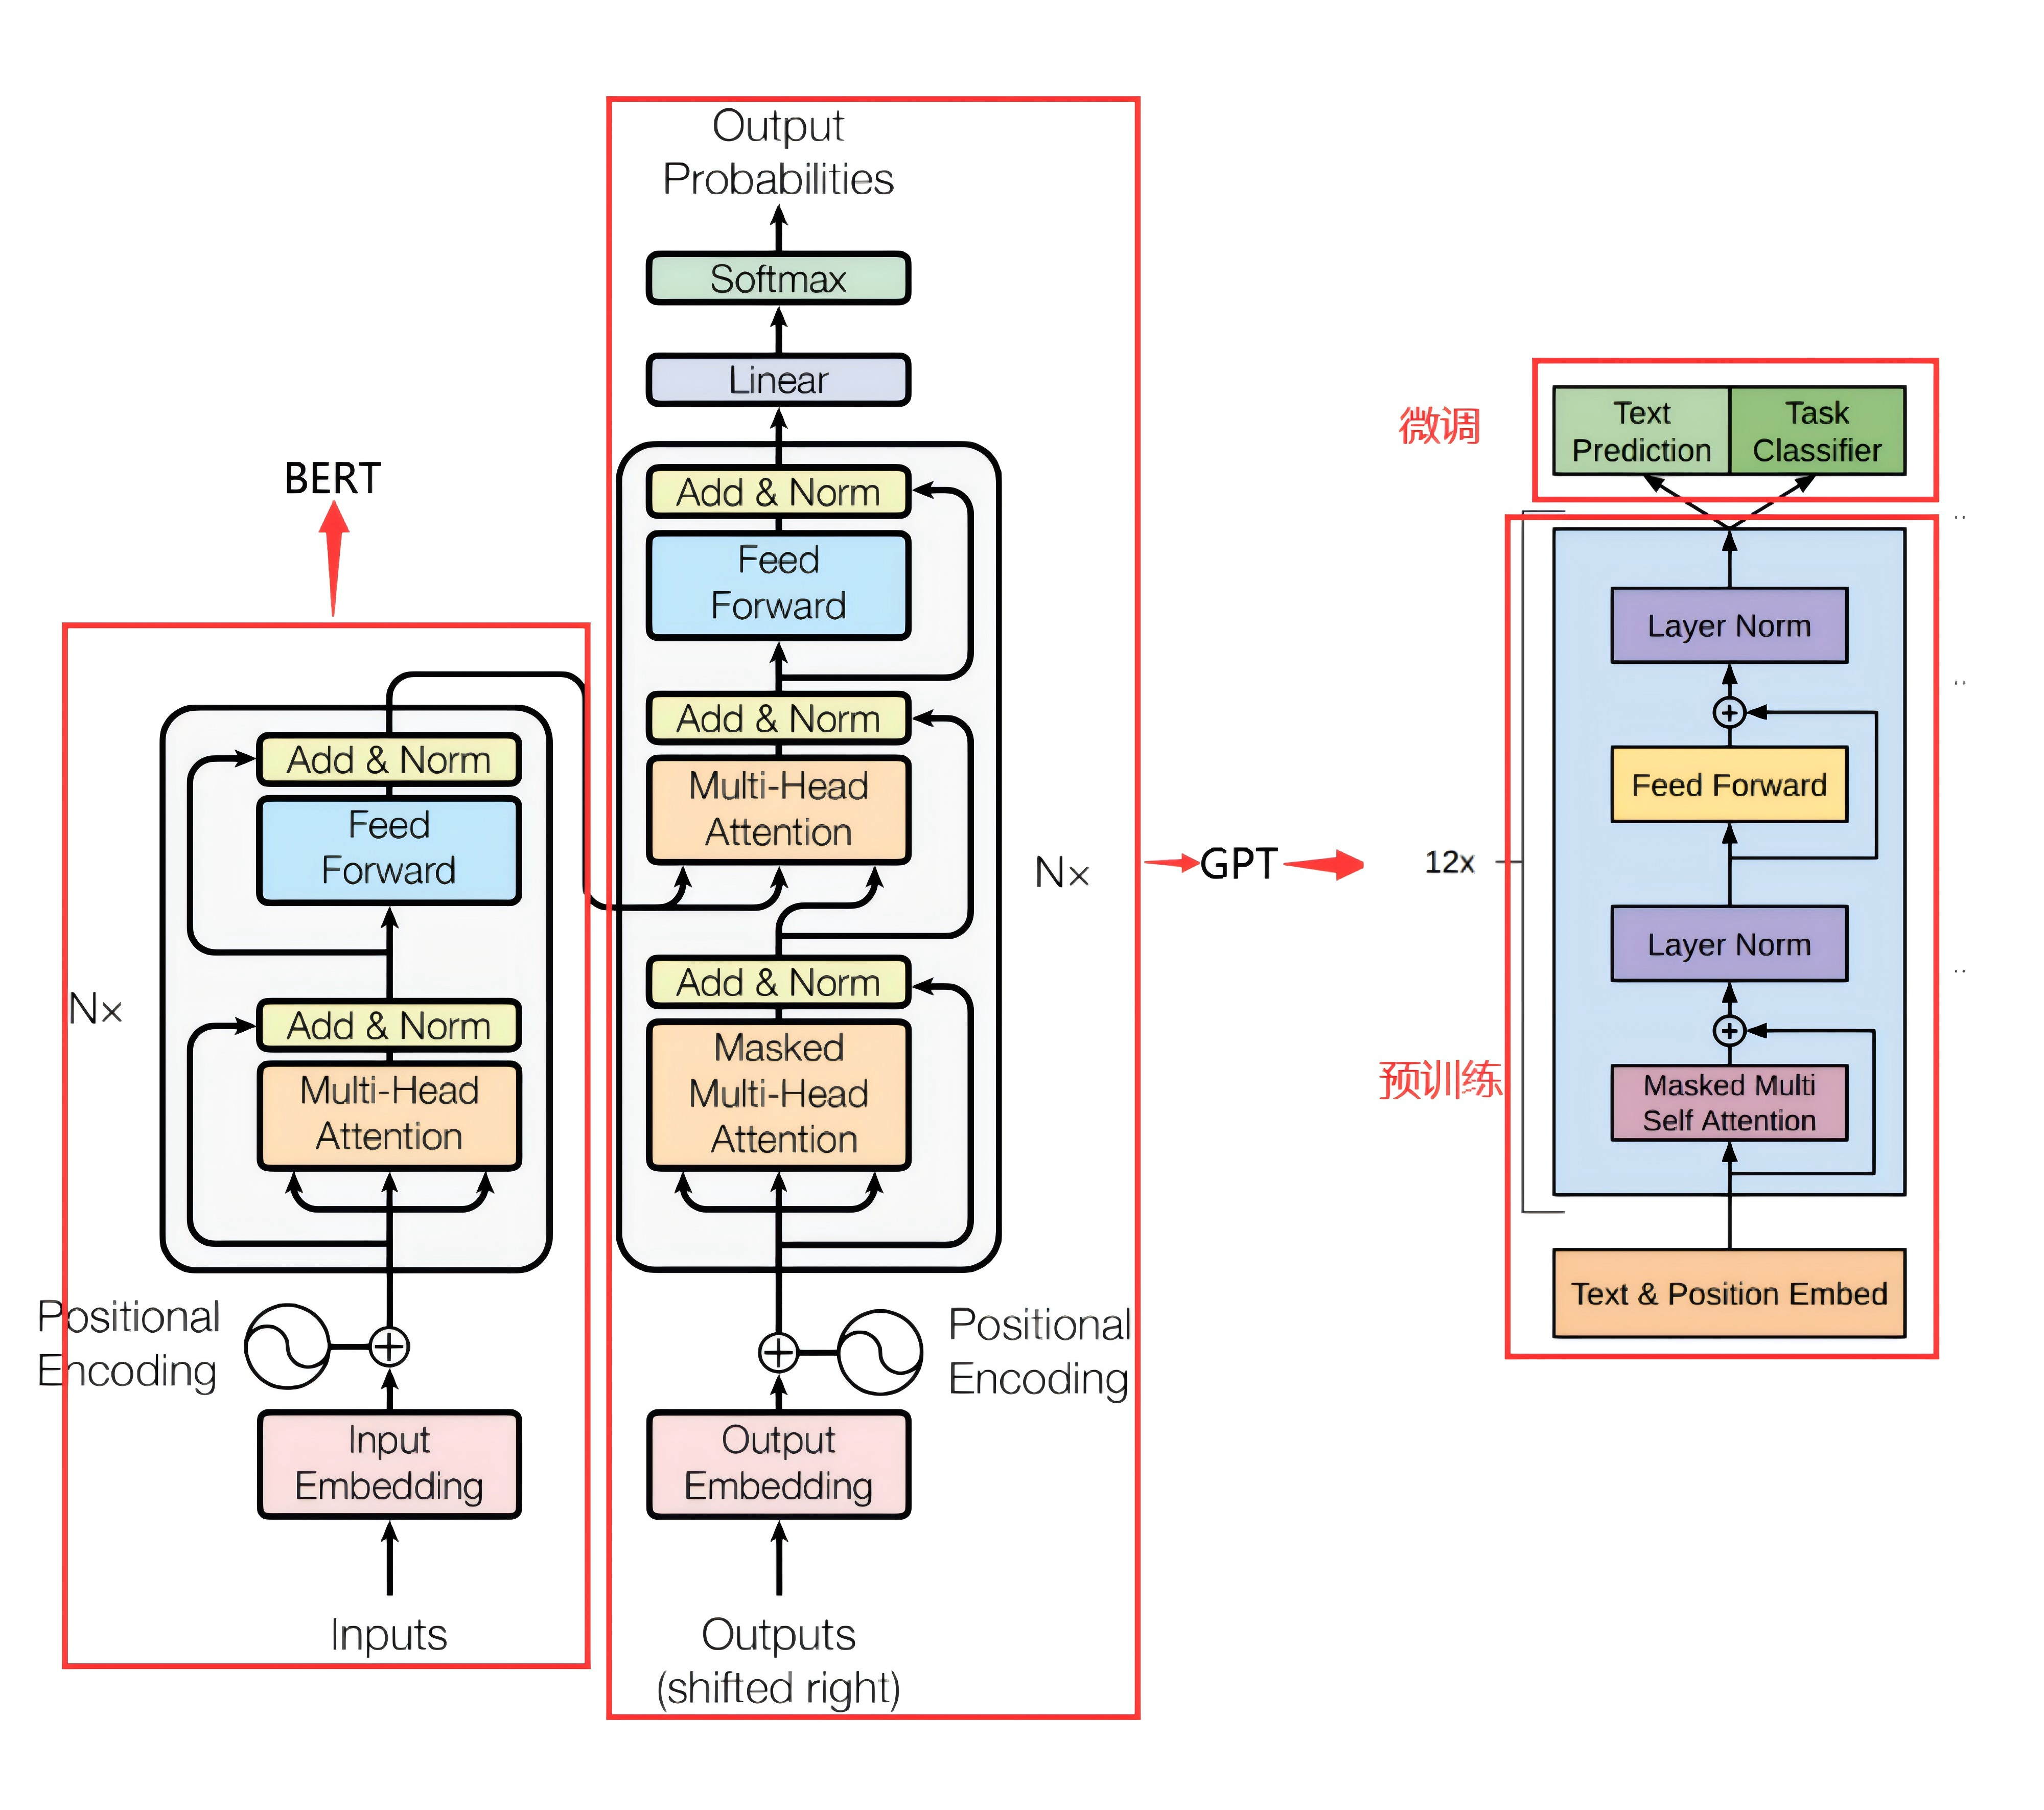 BERT
Add & Norm
Feed
Forward
Add & Norm
Multi-Head
Attention
Nx
Positional
Encoding
Input
Embedding
Inputs
Output
Probabilities
Softmax
Linear
Add & Norm
Feed
Forward
Add & Norm
Multi-Head
Attention
Nx
Add & Norm
Masked
Multi-Head
Attention
Positional
Encoding
Output
Embedding
Outputs
(shifted right)
GPT
微调
Text
Prediction
Task
Classifier
12x
预训练
Layer Norm
Feed Forward
Layer Norm
Masked Multi
Self Attention
Text & Position Embed